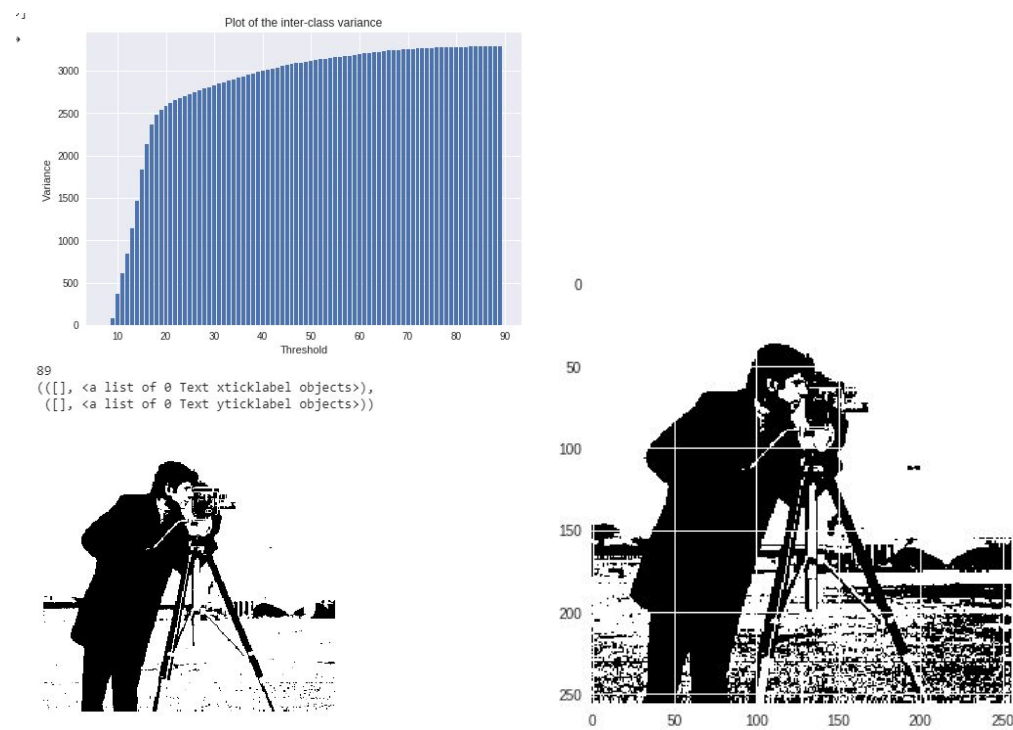 Plot of the inter-class variance
3000
2500
2000
1500
1000
500
0
Variance
10 20 30 40 50 60 70 80 90
Threshold
89
(([], <a list of 0 Text xticklabel objects>),
([], <a list of 0 Text yticklabel objects>))
0
50
100
150
200
250
0 50 100 150 200 250